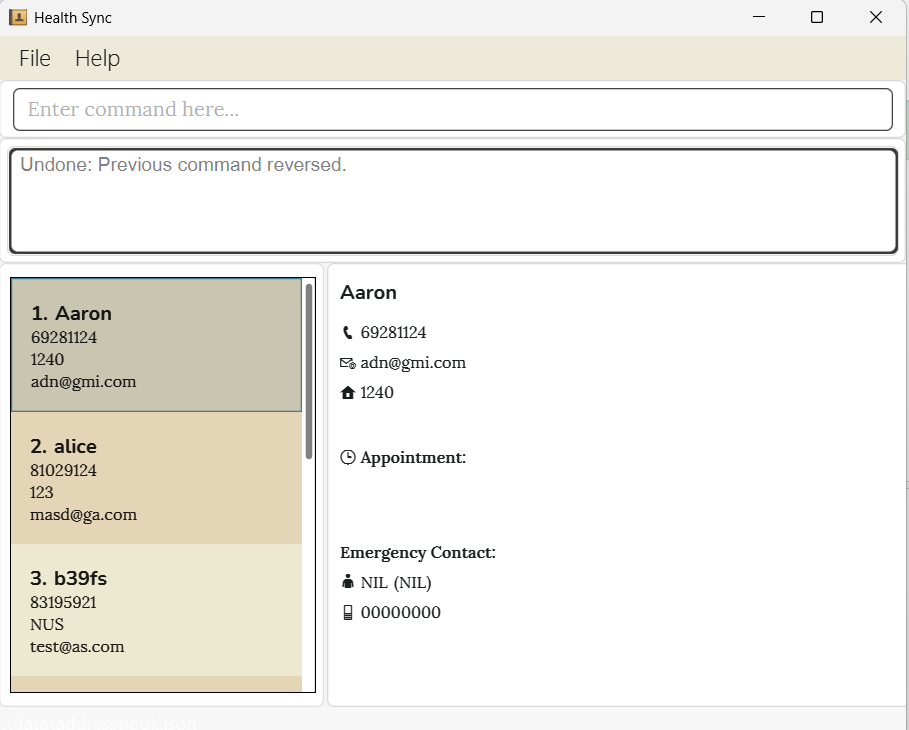 Health Sync
File Help
Enter command here...
Undone: Previous command reversed.
1. Aaron
69281124
1240
adn@gmi.com
2. alice
81029124
123
masd@ga.com
3. b39fs
83195921
NUS
test@as.com
Aaron
69281124
adn@gmi.com
1240
Appointment:
Emergency Contact:
NIL (NIL)
00000000
.\data\addressbook.json